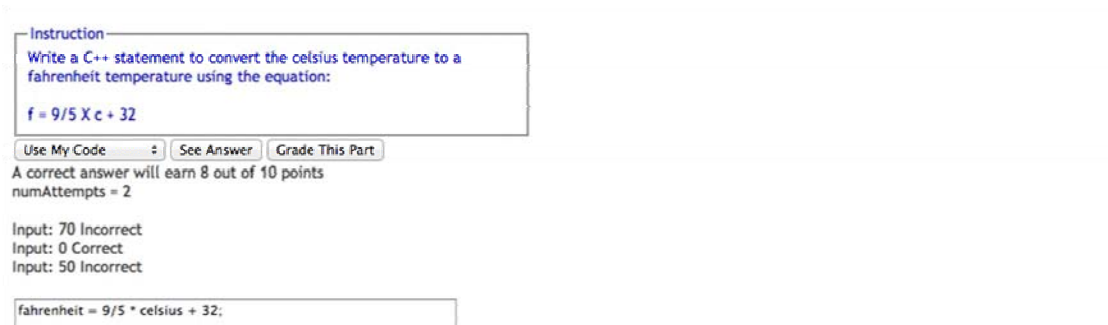 Instruction
Write a C++ statement to convert the celsius temperature to a
fahrenheit temperature using the equation:
f = 9/5 X c + 32
Use My Code See Answer Grade This Part
A correct answer will earn 8 out of 10 points
numAttempts = 2
Input: 70 Incorrect
Input: 0 Correct
Input: 50 Incorrect
fahrenheit = 9/5 * celsius + 32;